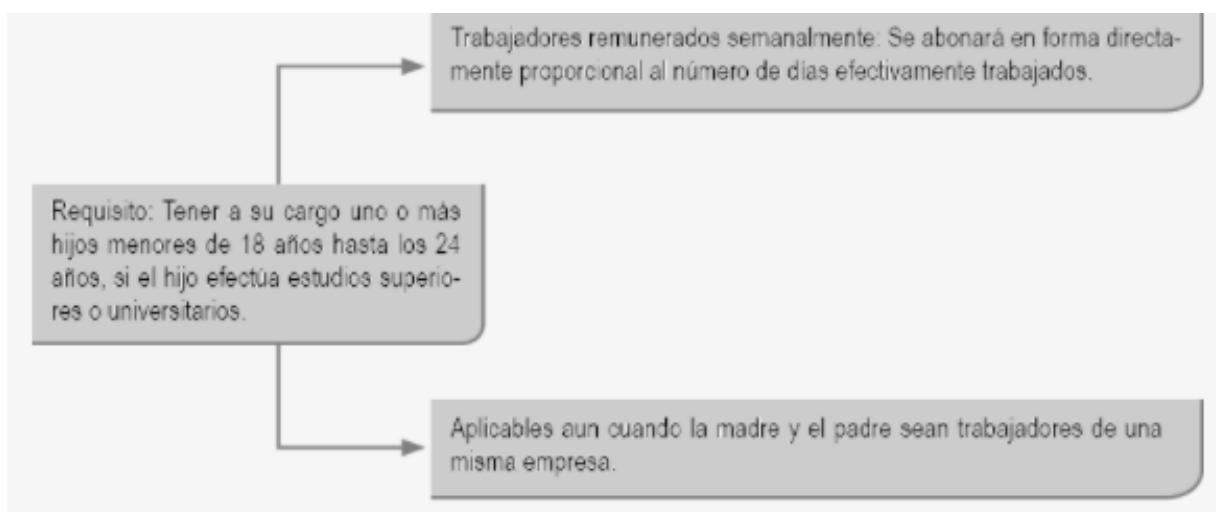 Trabajadores remunerados semanalmente: Se abonará en forma directa-
mente proporcional al número de días efectivamente trabajados.
Requisito: Tener a su cargo uno o más
hijos menores de 18 años hasta los 24
años, si el hijo efectúa estudios superio-
res o universitarios.
Aplicables aun cuando la madre y el padre sean trabajadores de una
misma empresa.